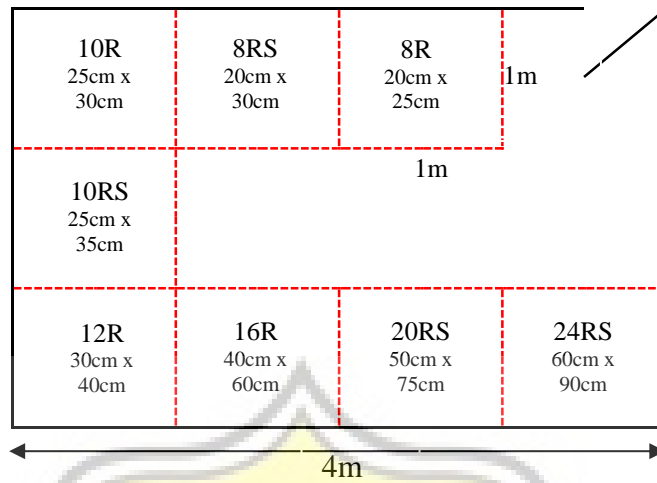 10R
25cm x
30cm
8RS
20cm x
30cm
8R
20cm x
25cm
1m
1m
10RS
25cm x
35cm
12R
30cm x
40cm
16R
40cm x
60cm
20RS
50cm x
75cm
24RS
60cm x
90cm
4m